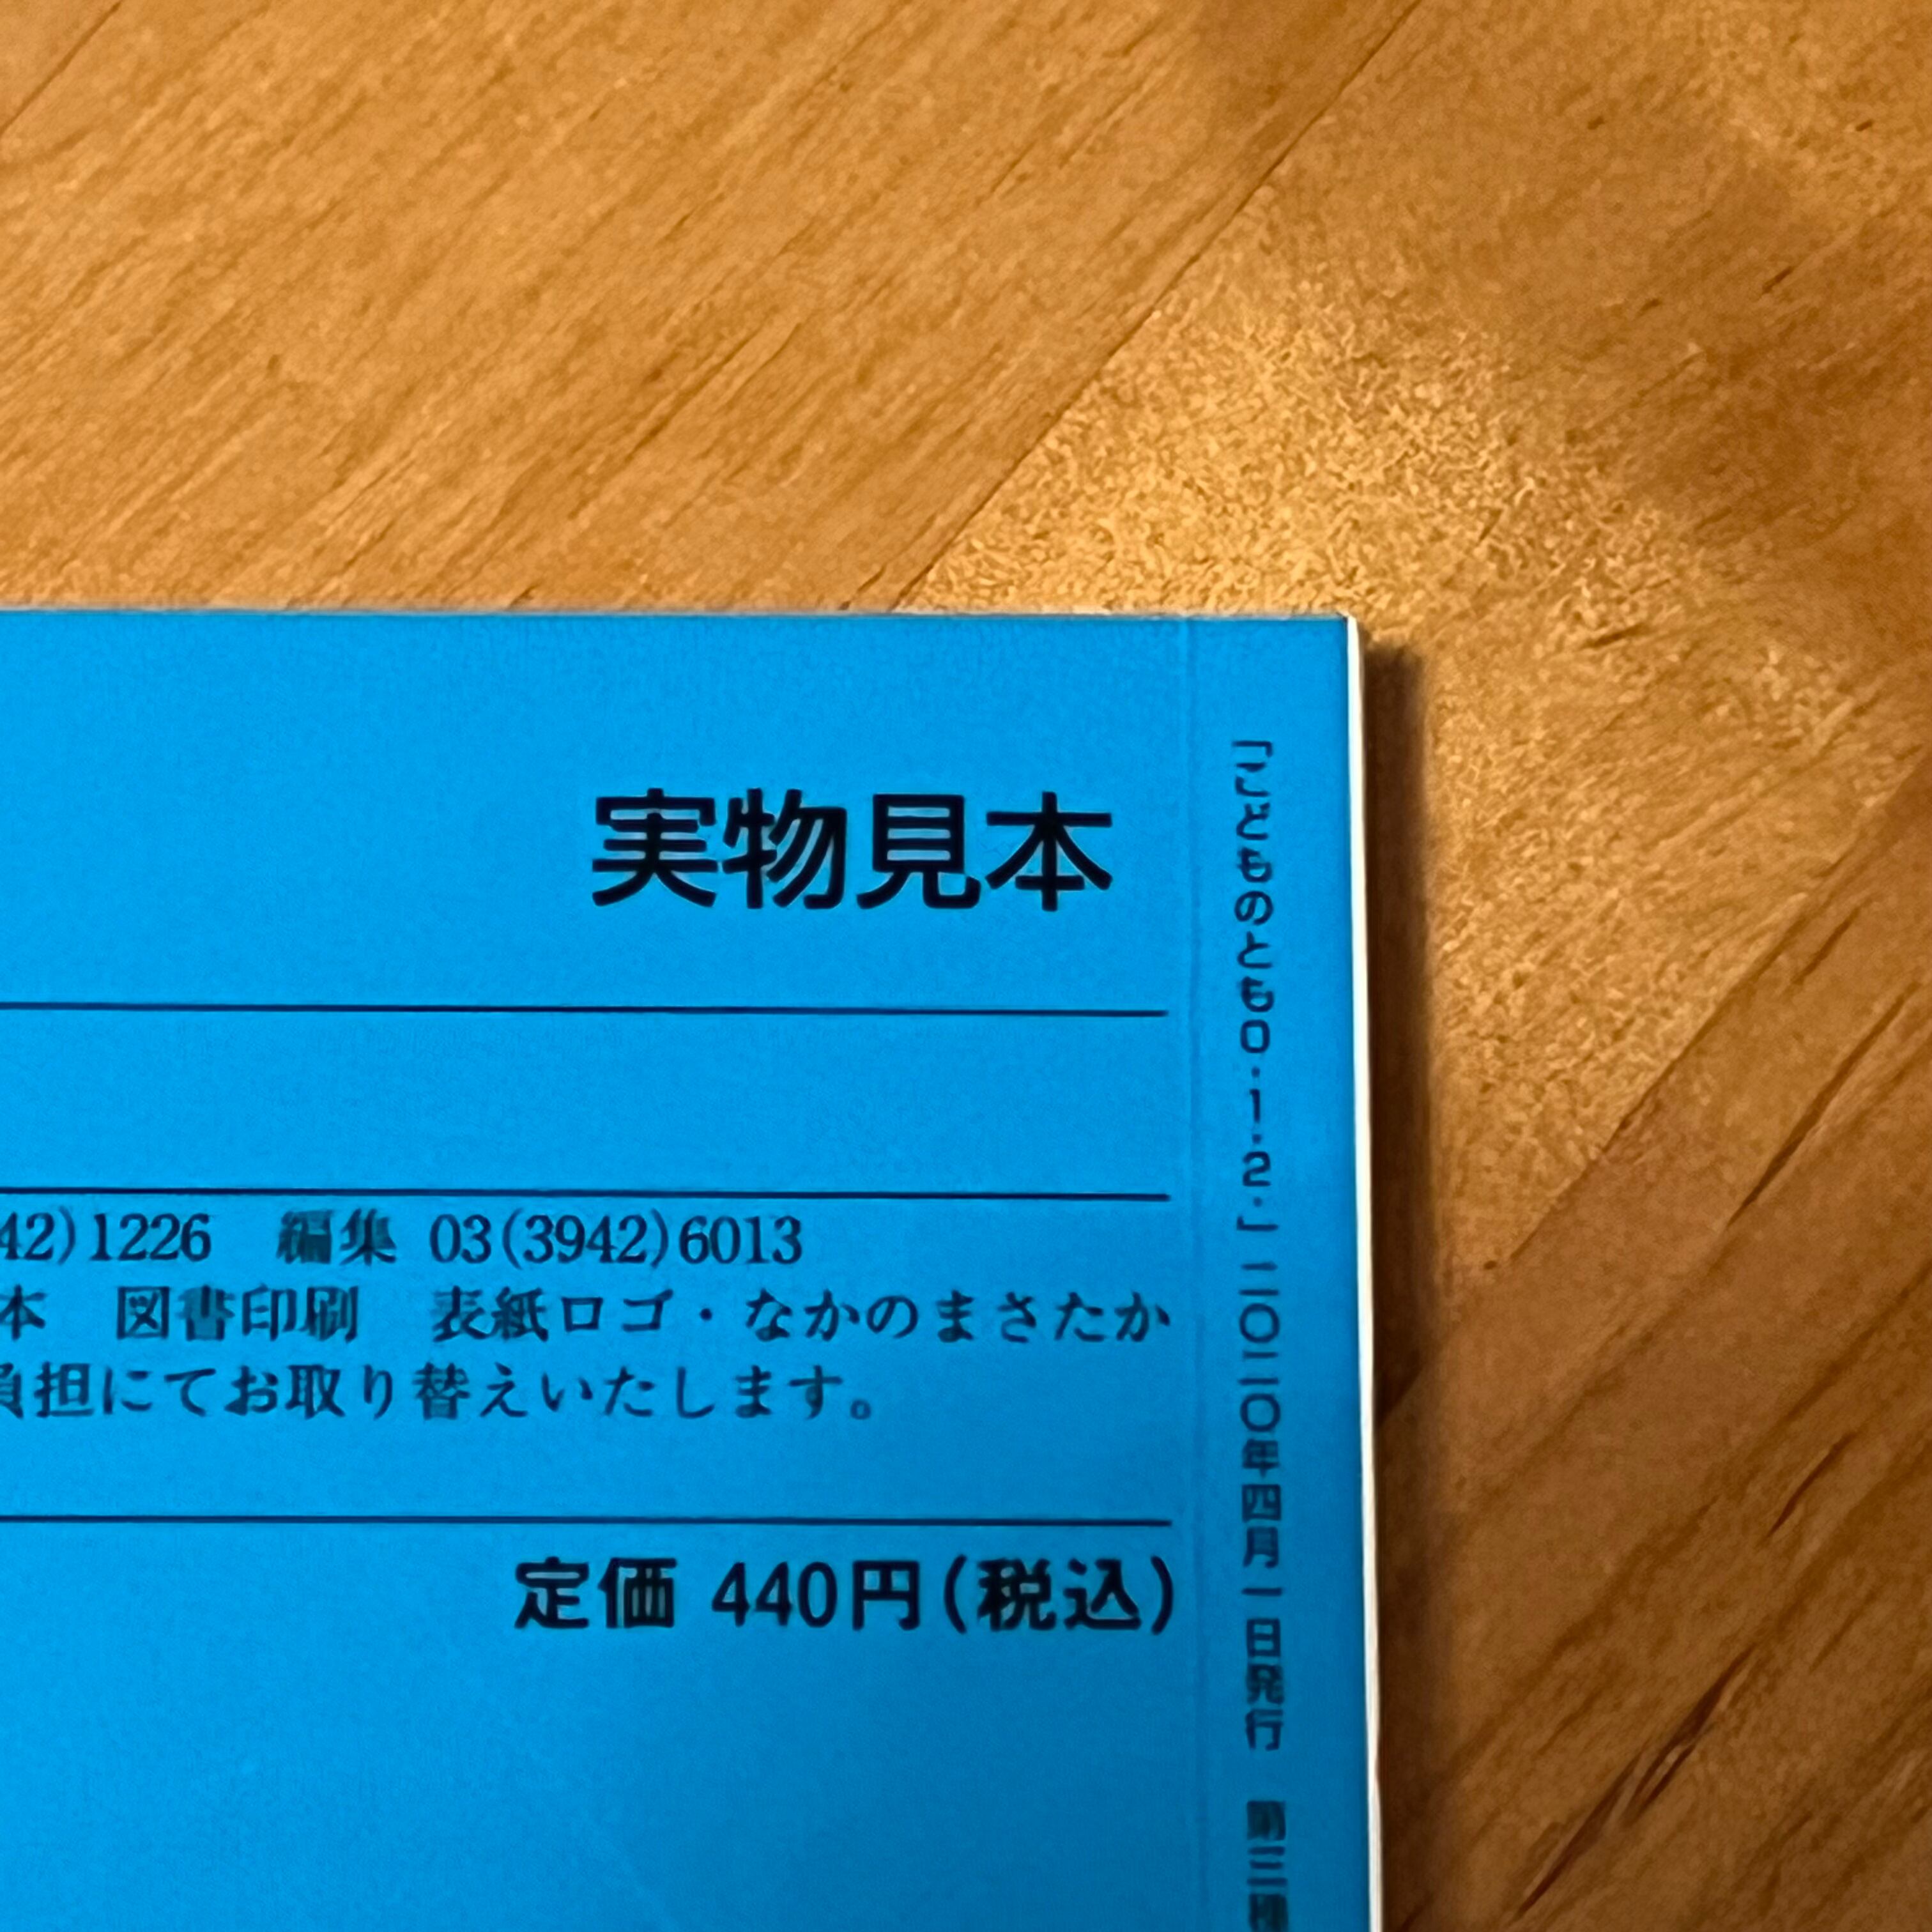 実物見本
42)1226　編集 03(3942)6013
本　図書印刷　表紙ロゴ・なかのまさたか
負担にてお取り替えいたします。
定価 440円(税込)
「こどものとも0.1.2.」二〇二〇年四月一日発行　第三種